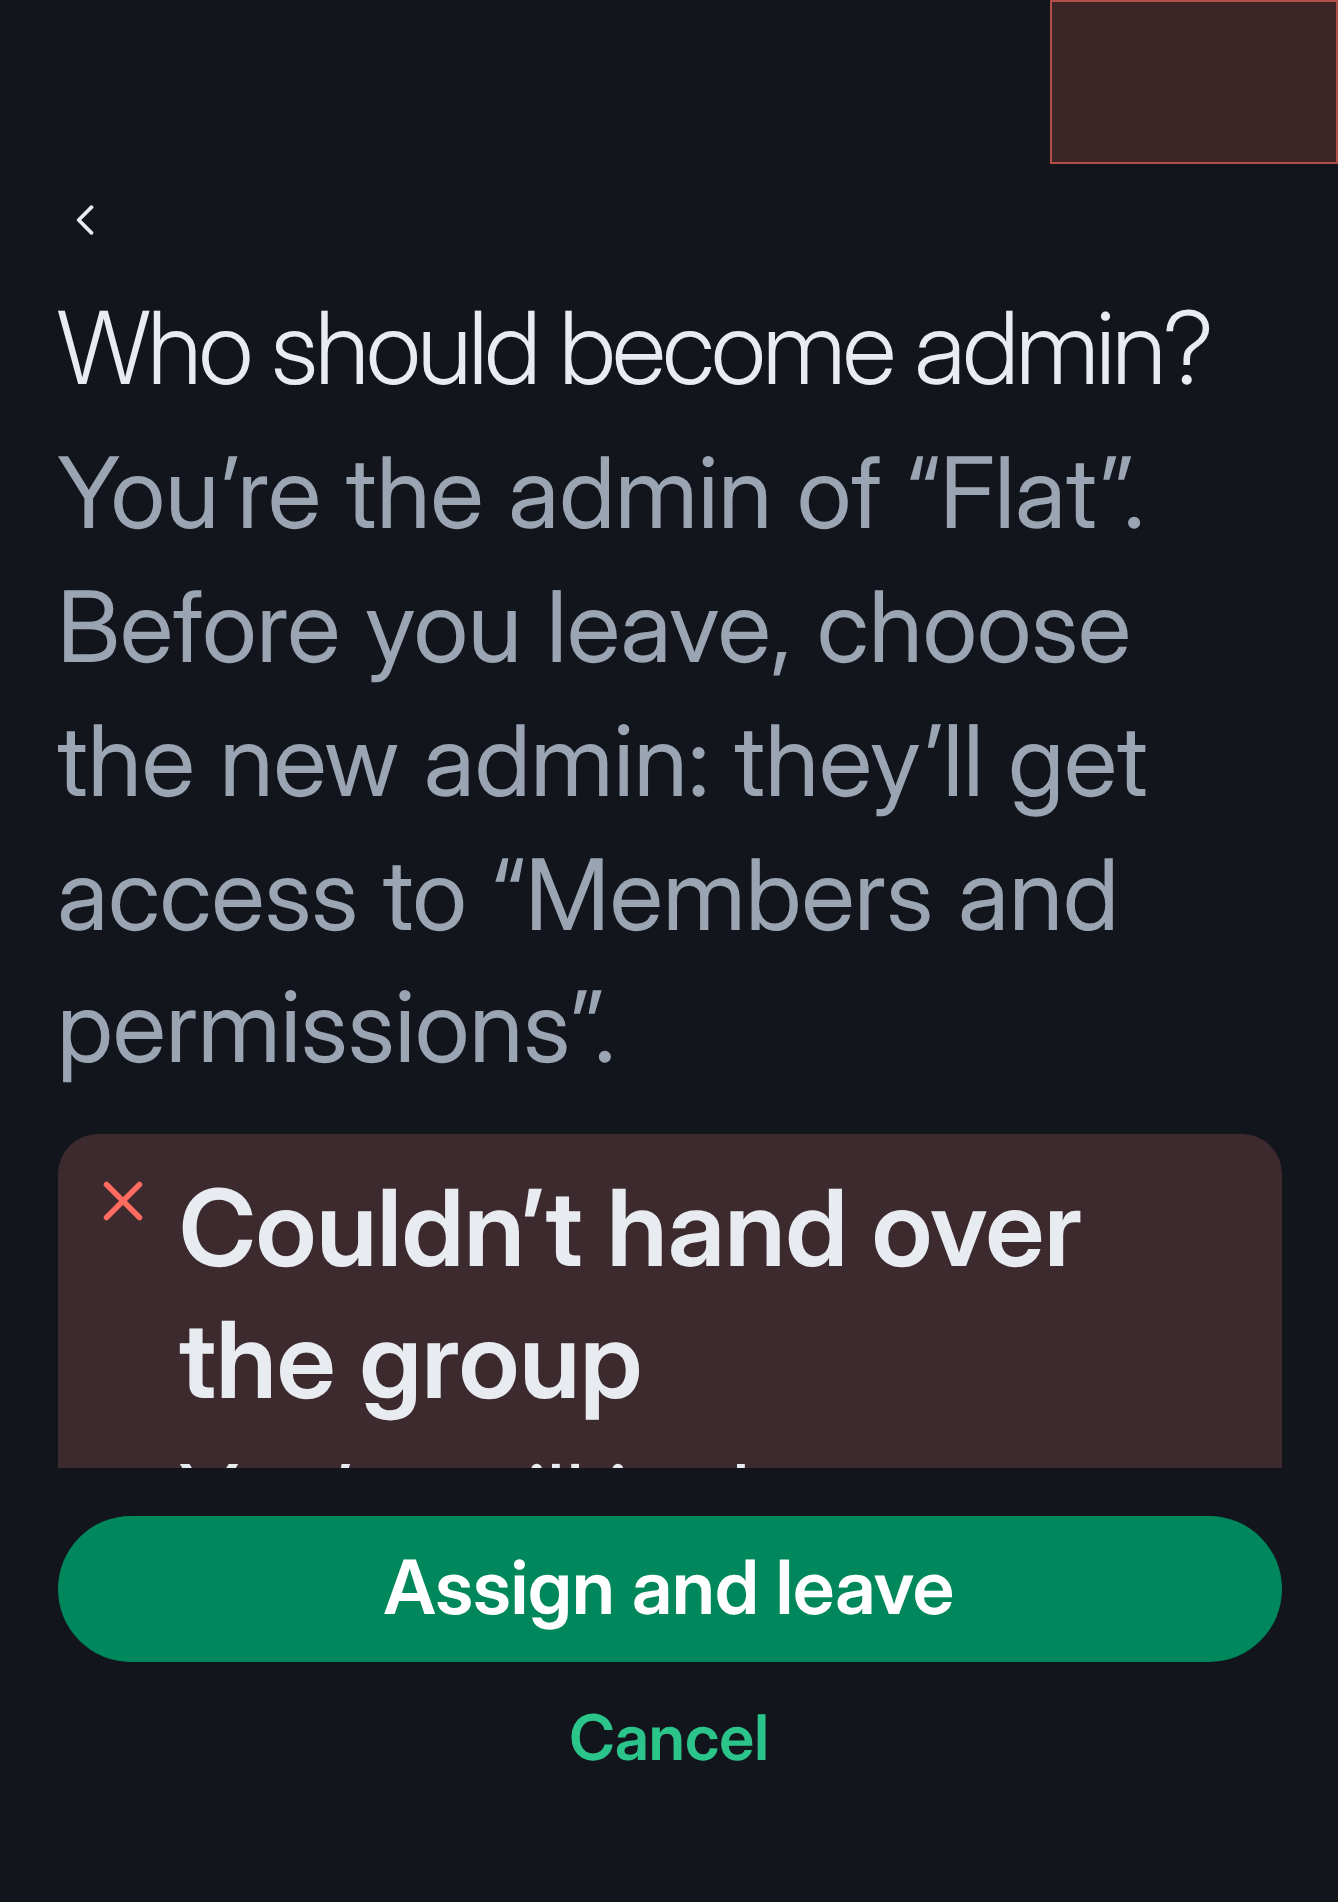 Who should become admin?
You’re the admin of “Flat”.
Before you leave, choose
the new admin: they’ll get
access to “Members and
permissions”.
Couldn’t hand over
the group
Assign and leave
Cancel